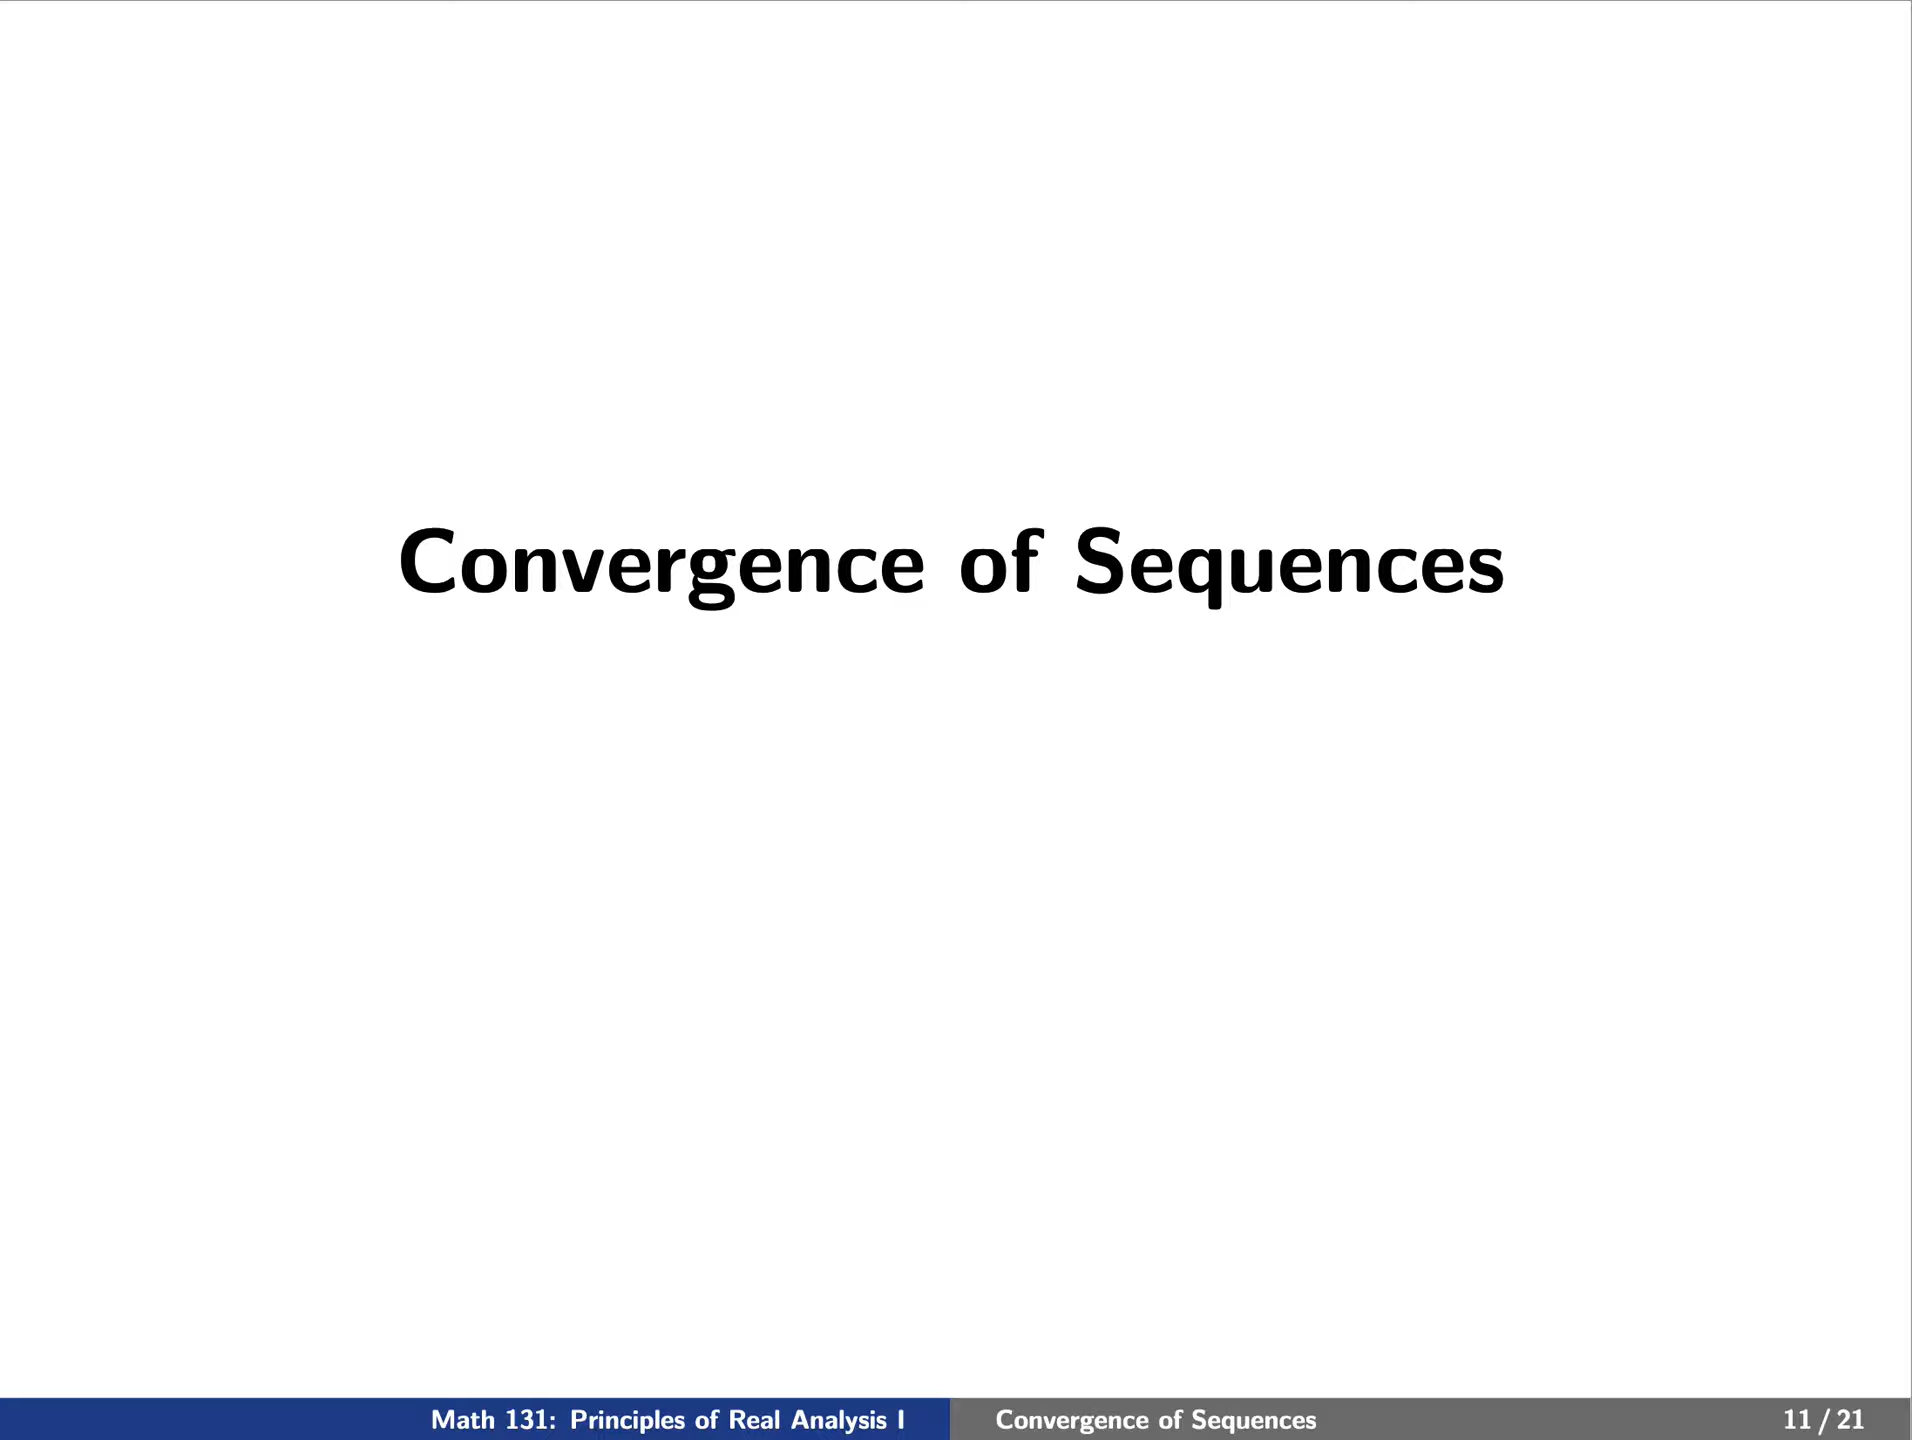 Convergence of Sequences
Math 131: Principles of Real Analysis I
Convergence of Sequences
11 / 21